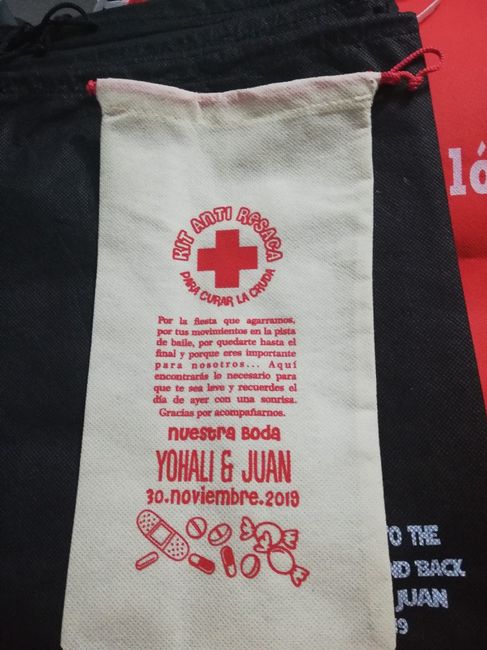 KIT ANTI RESACA
PARA CURAR LA CRUDA
Por la fiesta que agarramos,
por tus movimientos en la pista
de baile, por quedarte hasta el
final y porque eres importante
para nosotros... Aquí
encontrarás lo necesario para
que te sea leve y recuerdes el
día de ayer con una sonrisa.
Gracias por acompañarnos.
nuestra Boda
YOHALI & JUAN
30.noviembre.2019
TO THE
ND BACK
JUAN
19
ló